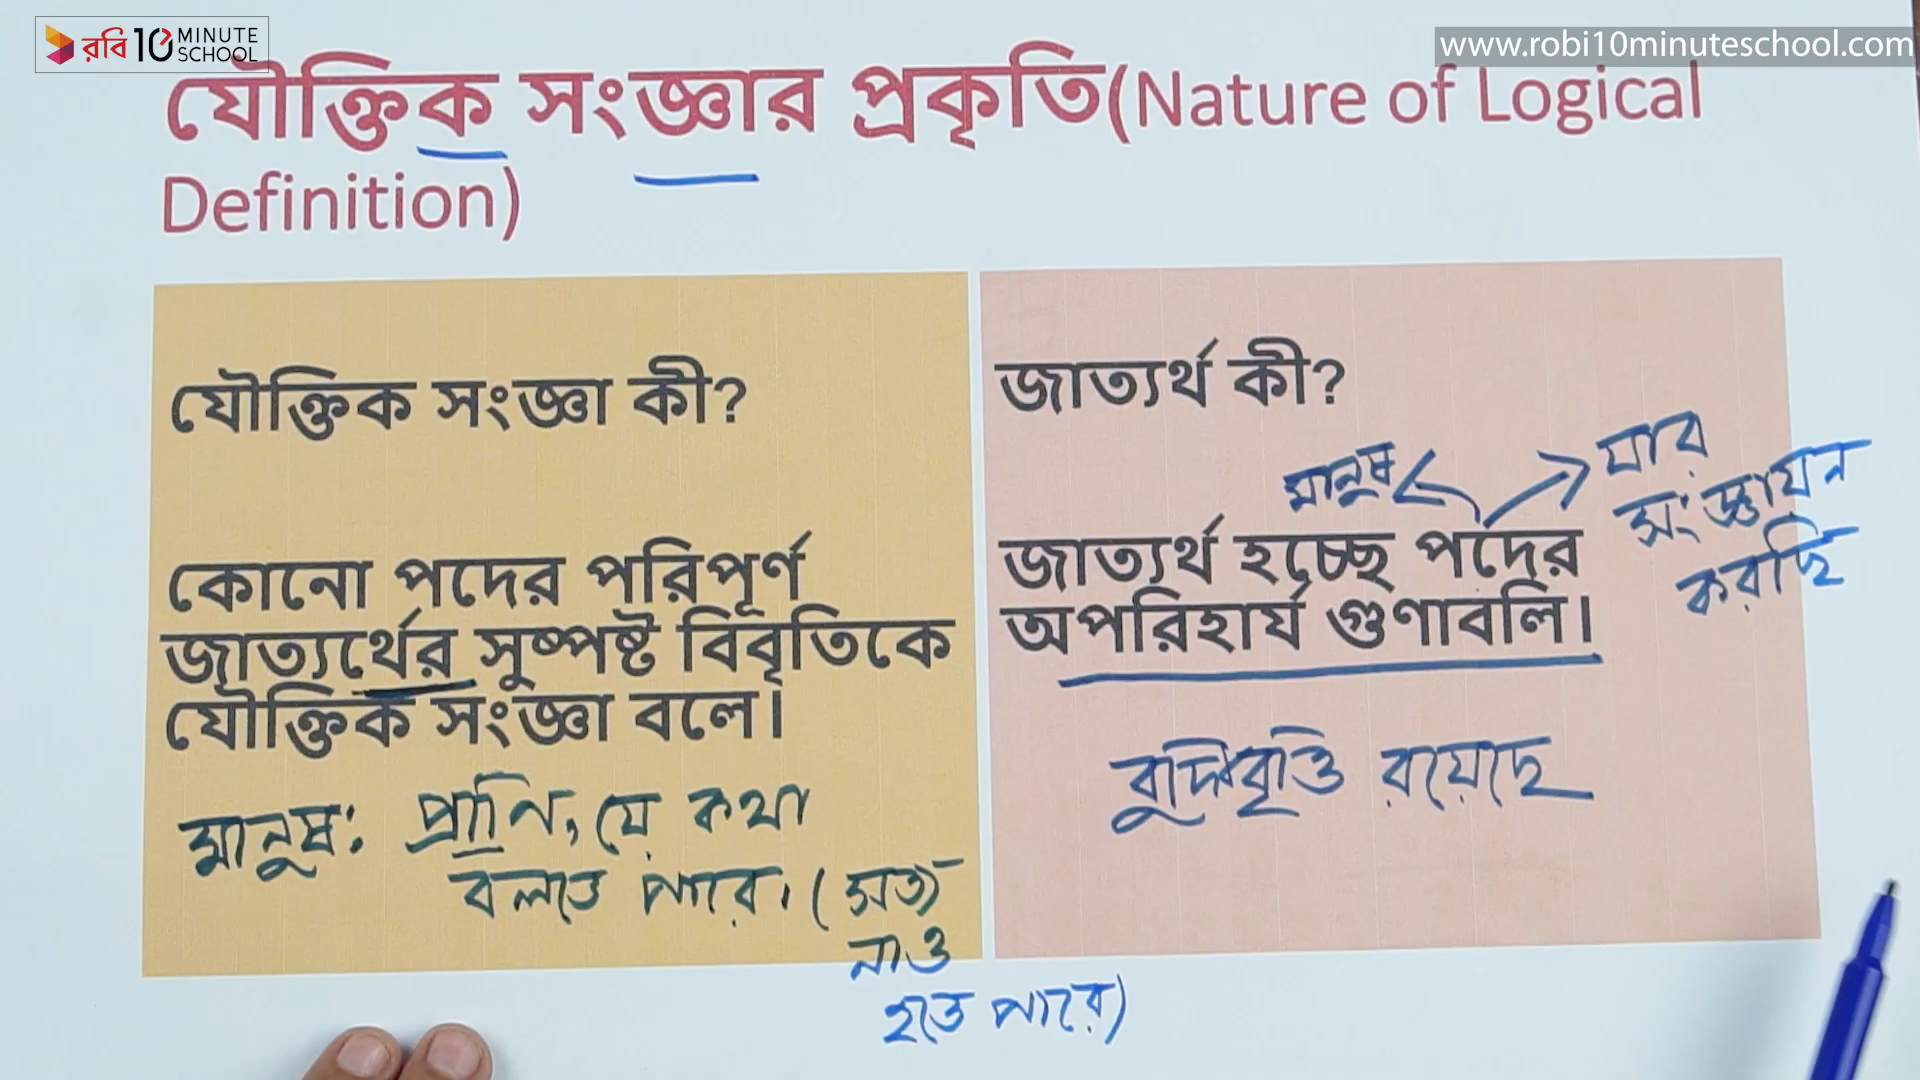 রবি 10 MINUTE SCHOOL
www.robi10minuteschool.com
যৌক্তিক সংজ্ঞার প্রকৃতি(Nature of Logical
Definition)
যৌক্তিক সংজ্ঞা কী?
কোনো পদের পরিপূর্ণ
জাত্যর্থের সুষ্পষ্ট বিবৃতিকে
যৌক্তিক সংজ্ঞা বলে।
মানুষ: প্রাণি, যে কথা
বলতে পারে। (সত্য
নাও
হতে পারে)
জাত্যর্থ কী?
মানুষ
যার
সংজ্ঞায়ন
করছি
জাত্যর্থ হচ্ছে পদের
অপরিহার্য গুণাবলি।
বুদ্ধিবৃত্তি রয়েছে